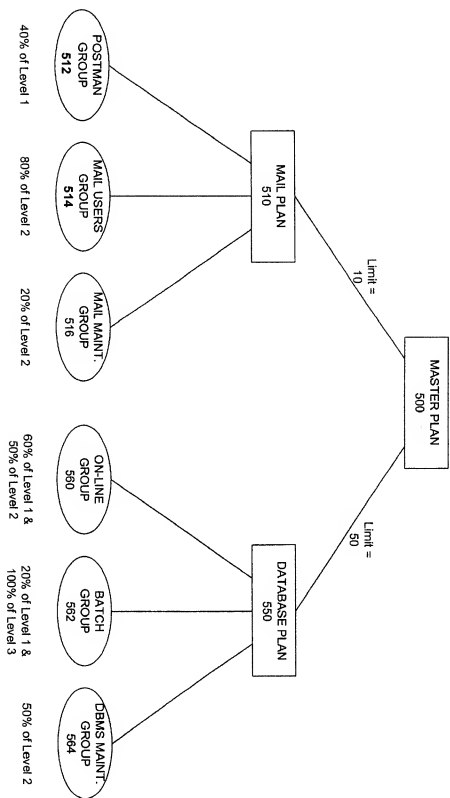 MASTER PLAN
500
Limit =
10
Limit =
50
MAIL PLAN
510
DATABASE PLAN
550
POSTMAN
GROUP
512
MAIL USERS
GROUP
514
MAIL MAINT.
GROUP
516
ON-LINE
GROUP
560
BATCH
GROUP
562
DBMS MAINT.
GROUP
564
40% of Level 1
80% of Level 2
20% of Level 2
60% of Level 1 &
50% of Level 2
20% of Level 1 &
100% of Level 3
50% of Level 2